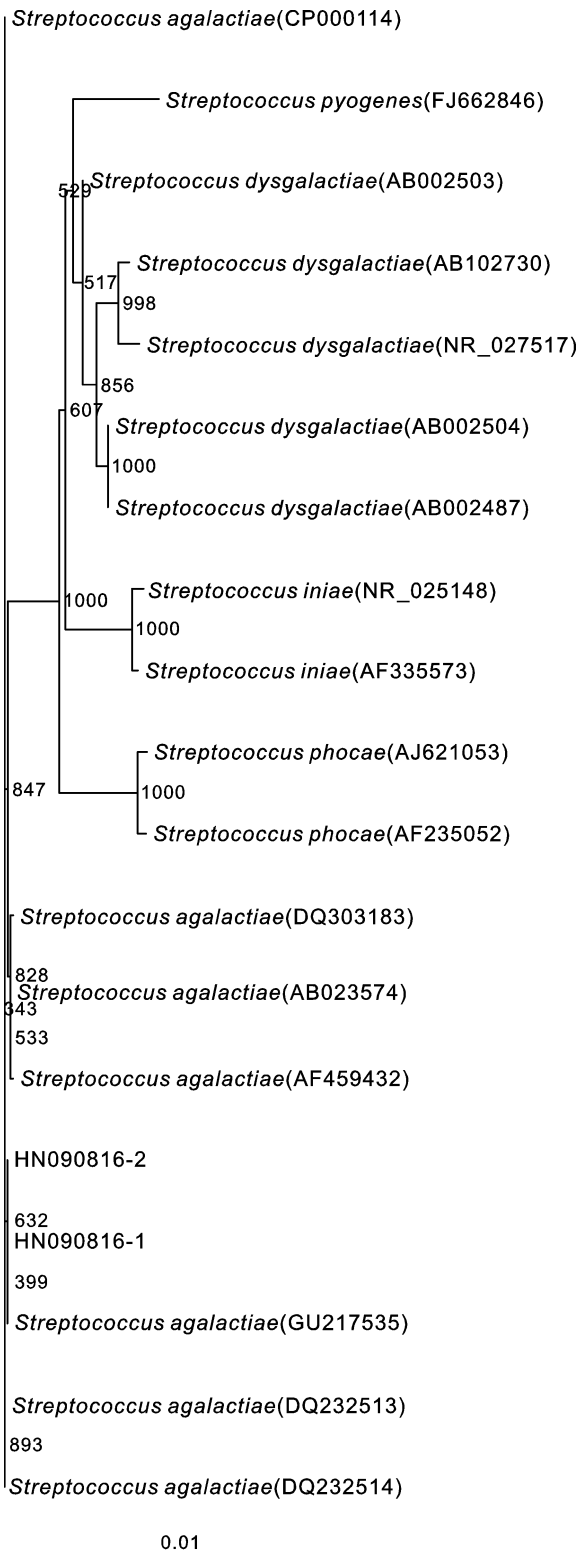 Streptococcus agalactiae(CP000114)
Streptococcus pyogenes(FJ662846)
Streptococcus dysgalactiae(AB002503)
529
Streptococcus dysgalactiae(AB102730)
517
998
Streptococcus dysgalactiae(NR_027517)
856
607
Streptococcus dysgalactiae(AB002504)
1000
Streptococcus dysgalactiae(AB002487)
Streptococcus iniae(NR_025148)
1000
1000
Streptococcus iniae(AF335573)
Streptococcus phocae(AJ621053)
847
1000
Streptococcus phocae(AF235052)
Streptococcus agalactiae(DQ303183)
828
Streptococcus agalactiae(AB023574)
343
533
Streptococcus agalactiae(AF459432)
HN090816-2
632
HN090816-1
399
Streptococcus agalactiae(GU217535)
Streptococcus agalactiae(DQ232513)
893
Streptococcus agalactiae(DQ232514)
0.01